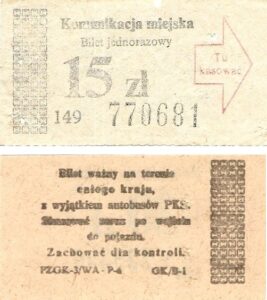 Komunikacja miejska
Bilet jednorazowy
15 zł
Tu
kasować
149 770681
Bilet ważny na terenie
całego kraju,
z wyjątkiem autobusów PKS.
Skasować zaraz po wejściu
do pojazdu.
Zachować dla kontroli.
PZGK-3/WA-P-6 GK/B-1